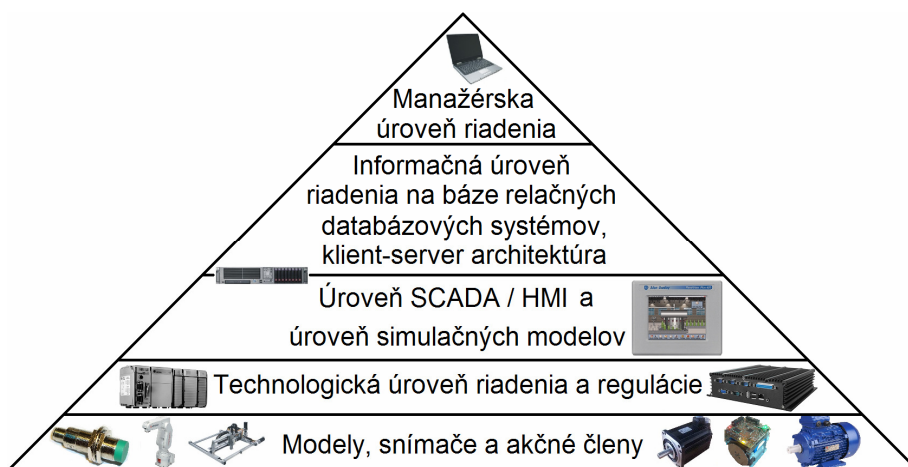 Manažérska
úroveň riadenia
Informačná úroveň
riadenia na báze relačných
databázových systémov,
klient-server architektúra
Úroveň SCADA / HMI a
úroveň simulačných modelov
Technologická úroveň riadenia a regulácie
Modely, snímače a akčné členy